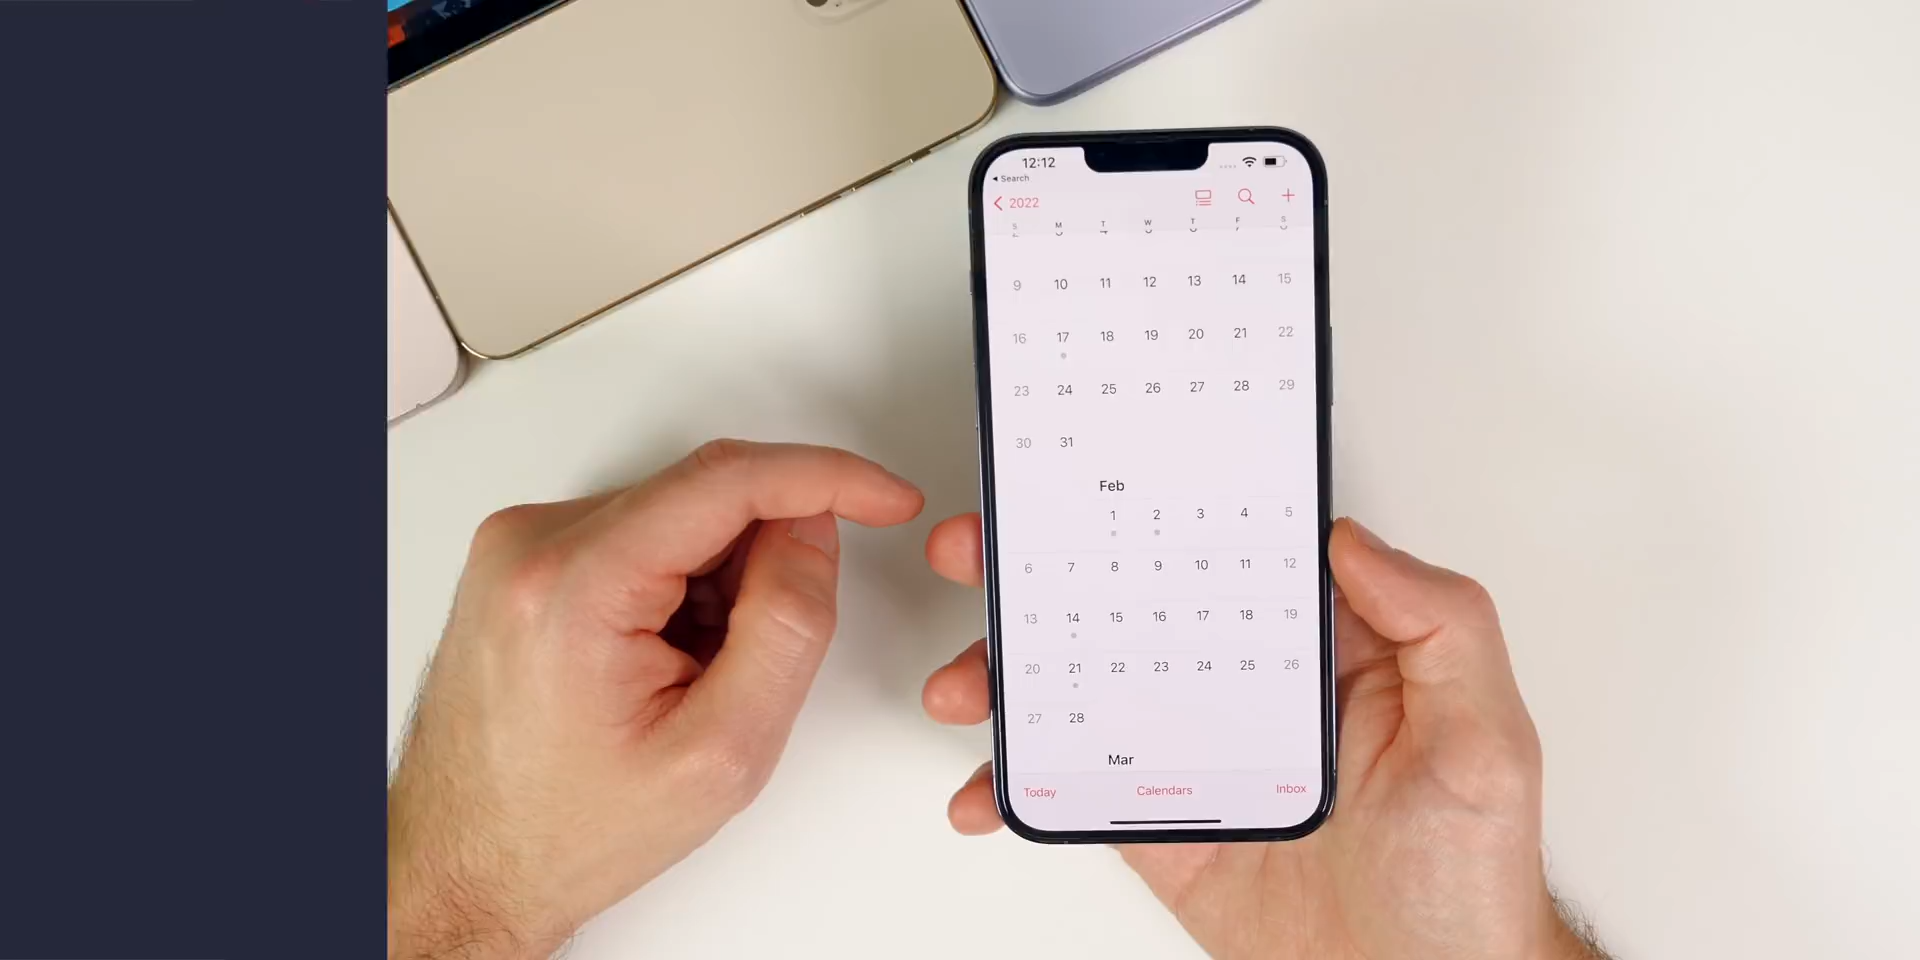 12:12
Search
2022
S M T W T F S
9 10 11 12 13 14 15
16 17 18 19 20 21 22
23 24 25 26 27 28 29
30 31
Feb
1 2 3 4 5
6 7 8 9 10 11 12
13 14 15 16 17 18 19
20 21 22 23 24 25 26
27 28
Mar
Today Calendars Inbox